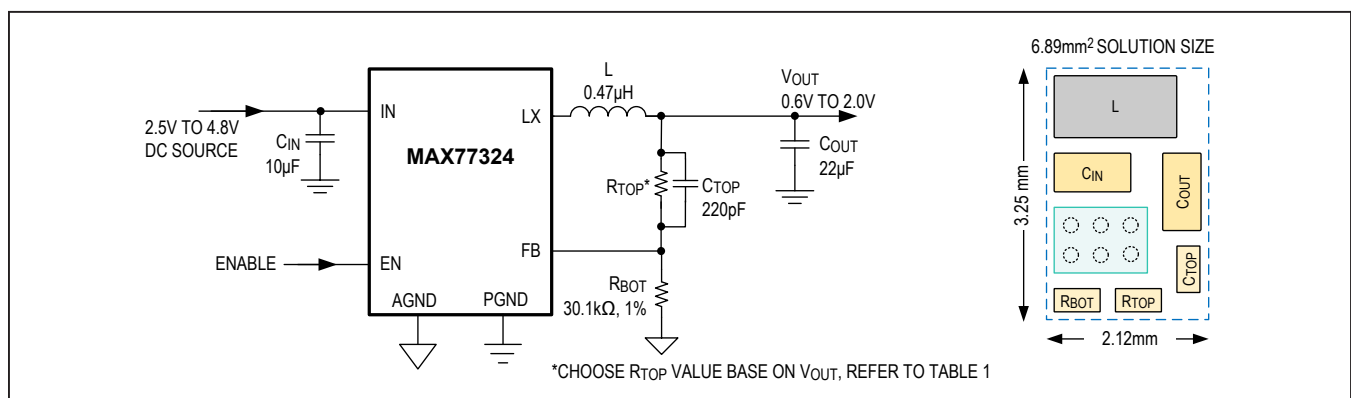 2.5V TO 4.8V
DC SOURCE
CIN
10µF
IN
MAX77324
LX
L
0.47µH
VOUT
0.6V TO 2.0V
COUT
22µF
RTOP*
CTOP
220pF
FB
ENABLE
EN
AGND
PGND
RBOT
30.1kΩ, 1%
*CHOOSE RTOP VALUE BASE ON VOUT, REFER TO TABLE 1
6.89mm² SOLUTION SIZE
L
CIN
COUT
3.25 mm
CTOP
RBOT
RTOP
2.12mm